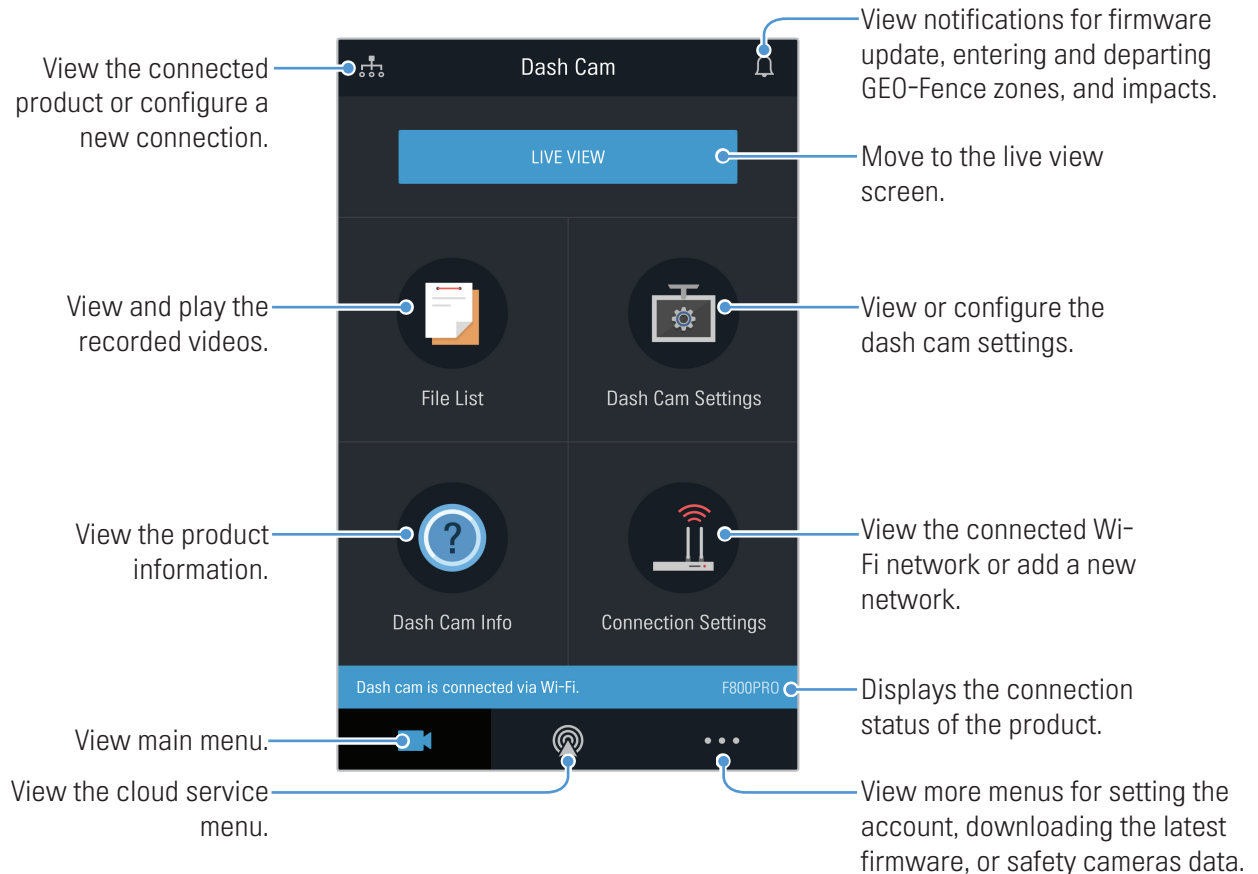 View the connected
product or configure a
new connection.
Dash Cam
View notifications for firmware
update, entering and departing
GEO-Fence zones, and impacts.
LIVE VIEW
Move to the live view
screen.
View and play the
recorded videos.
File List
Dash Cam Settings
View or configure the
dash cam settings.
View the product
information.
?
Dash Cam Info
Connection Settings
View the connected Wi-
Fi network or add a new
network.
Dash cam is connected via Wi-Fi.
F800PRO
Displays the connection
status of the product.
View main menu.
View the cloud service
menu.
View more menus for setting the
account, downloading the latest
firmware, or safety cameras data.